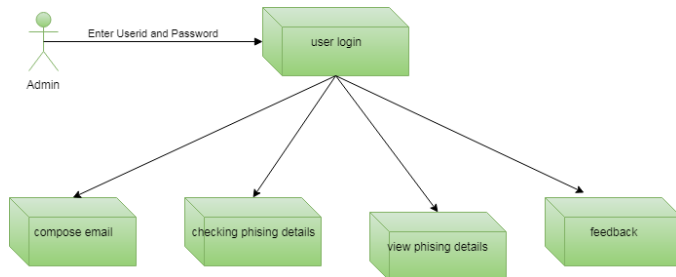 Enter Userid and Password
user login
Admin
compose email
checking phising details
view phising details
feedback